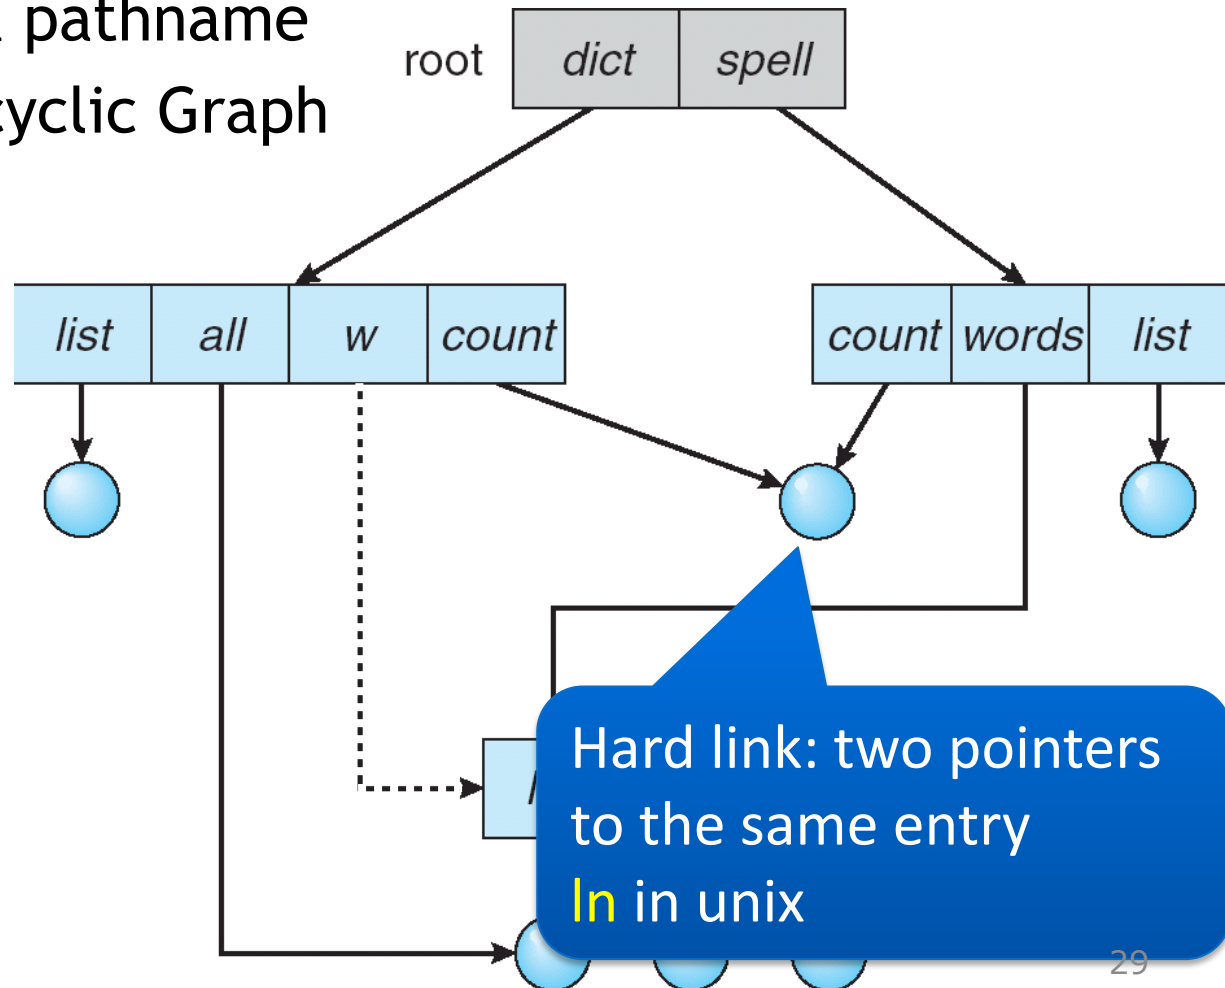 pathname
cyclic Graph
root dict spell
list all w count count words list
Hard link: two pointers
to the same entry
ln in unix
29